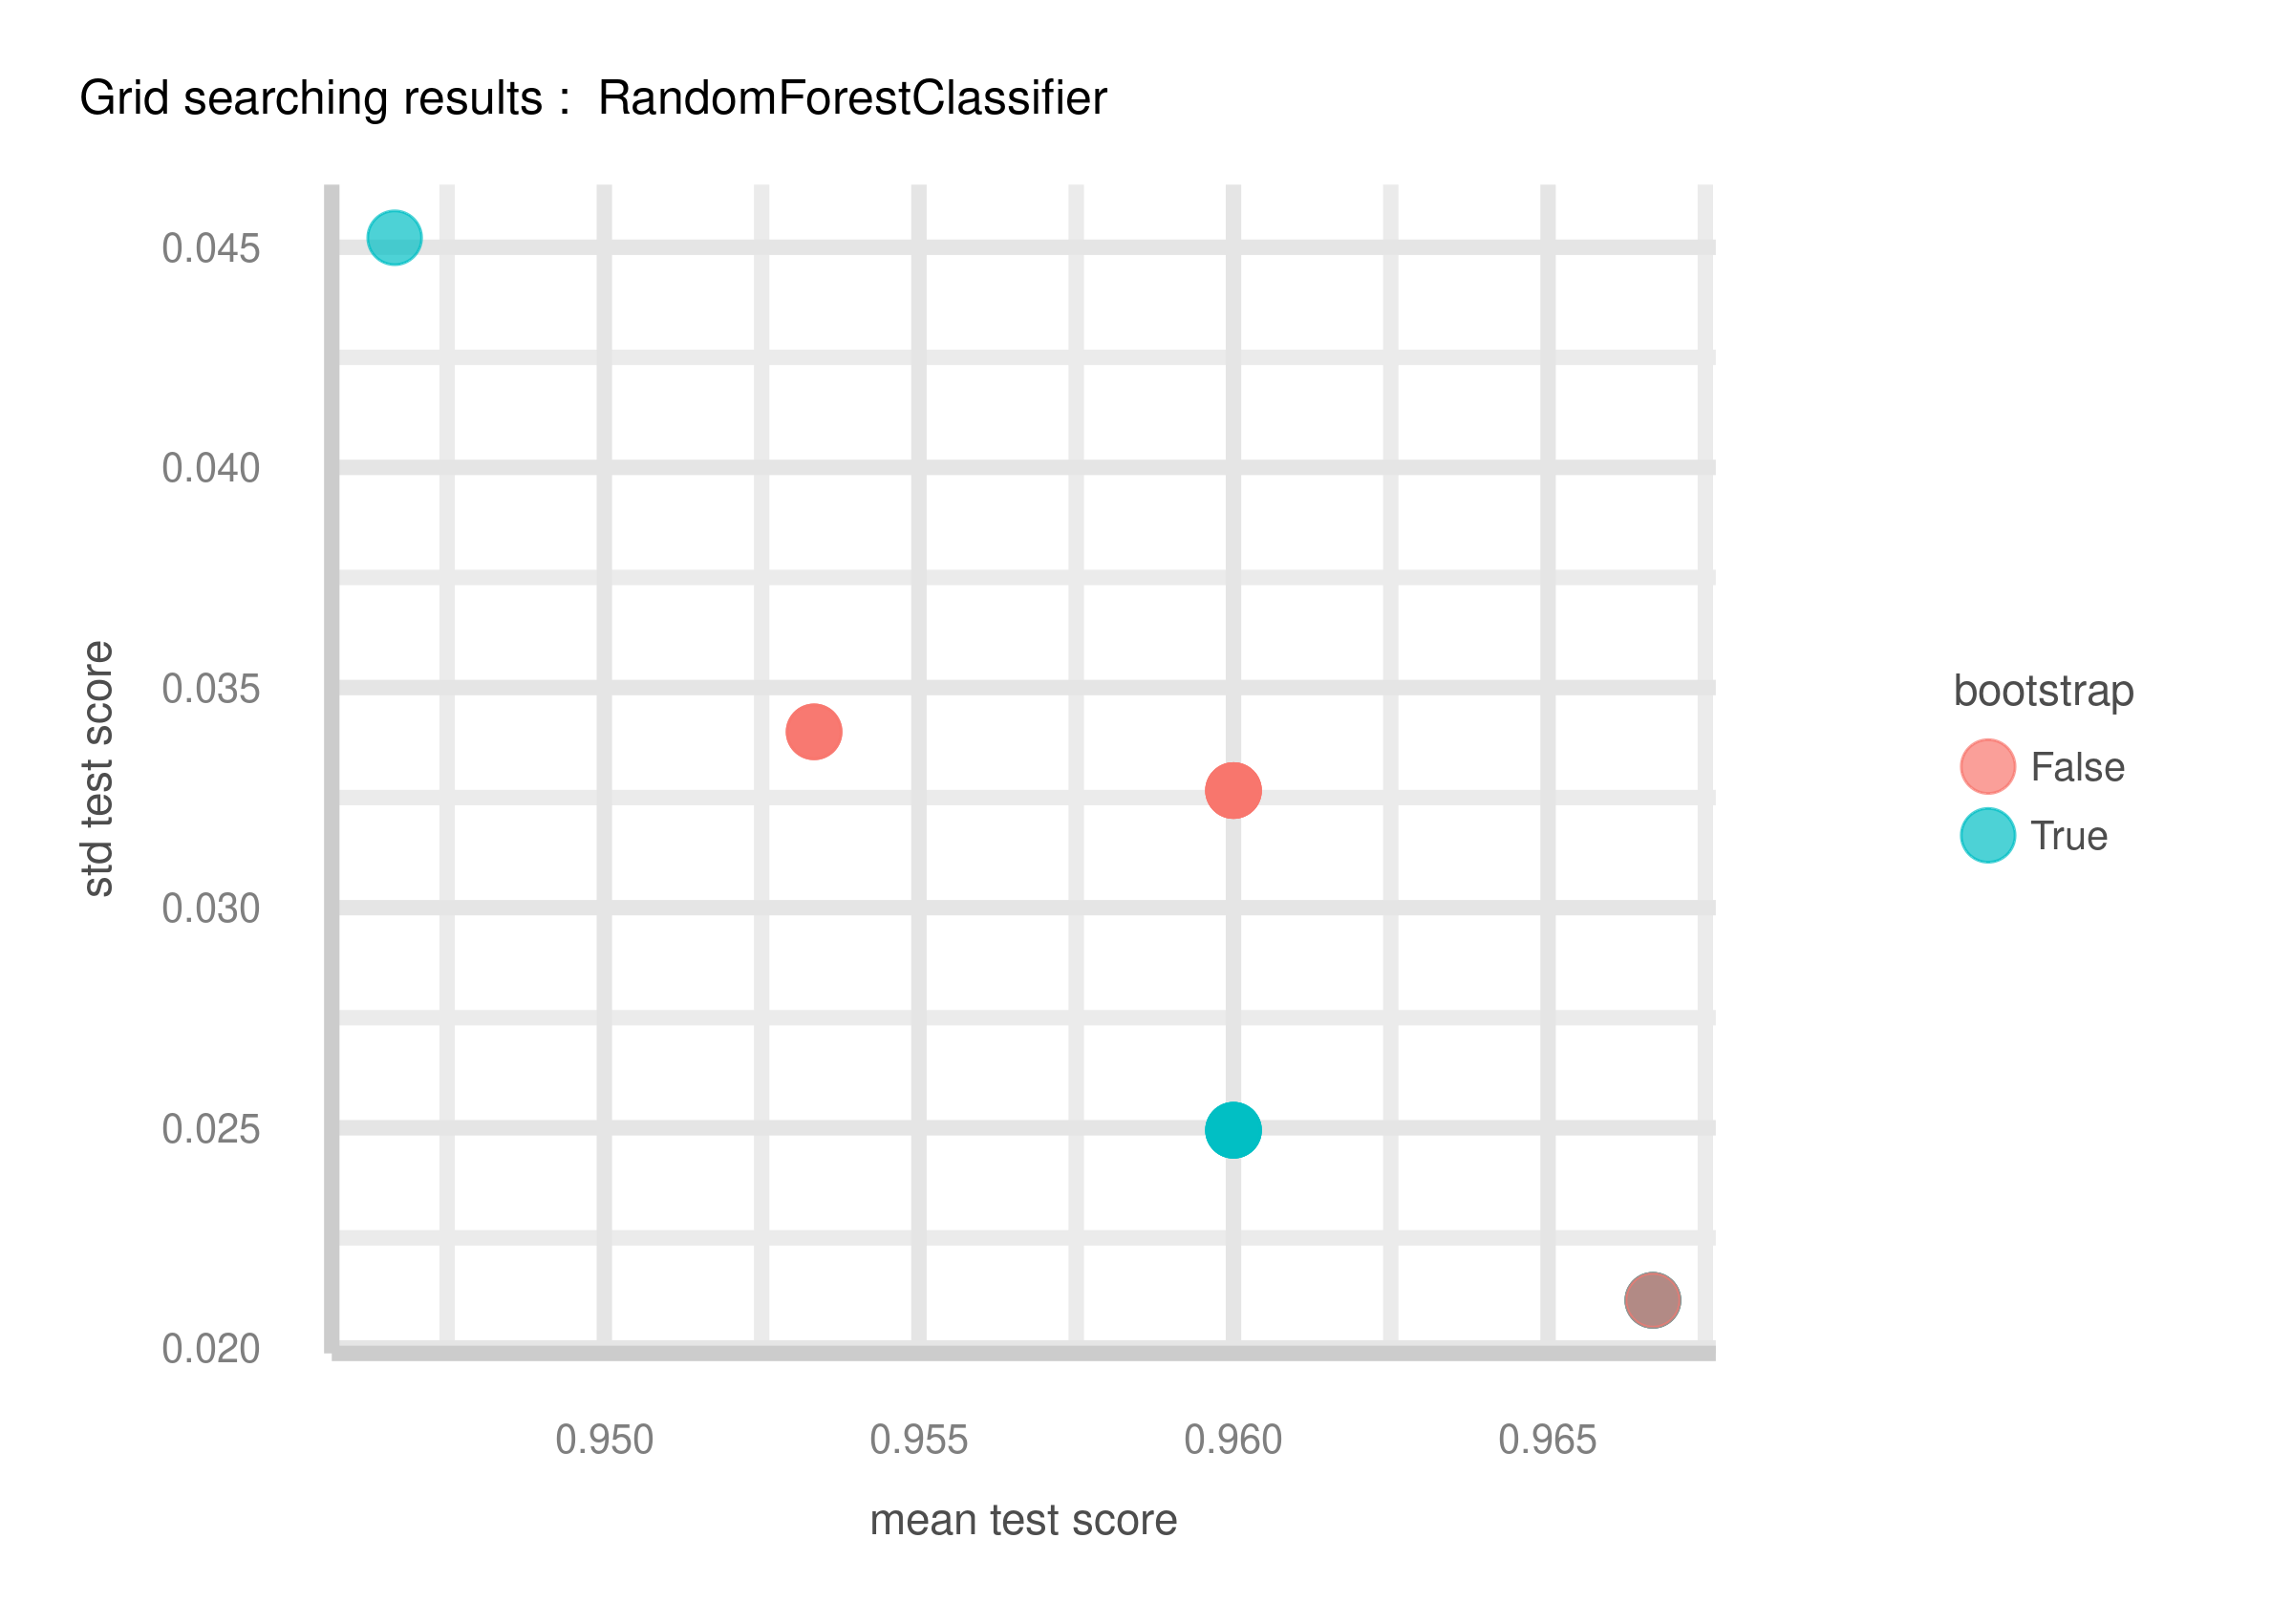 Grid searching results :  RandomForestClassifier
0.045
0.040
0.035
0.030
0.025
0.020
std test score
0.950
0.955
0.960
0.965
mean test score
bootstrap
False
True